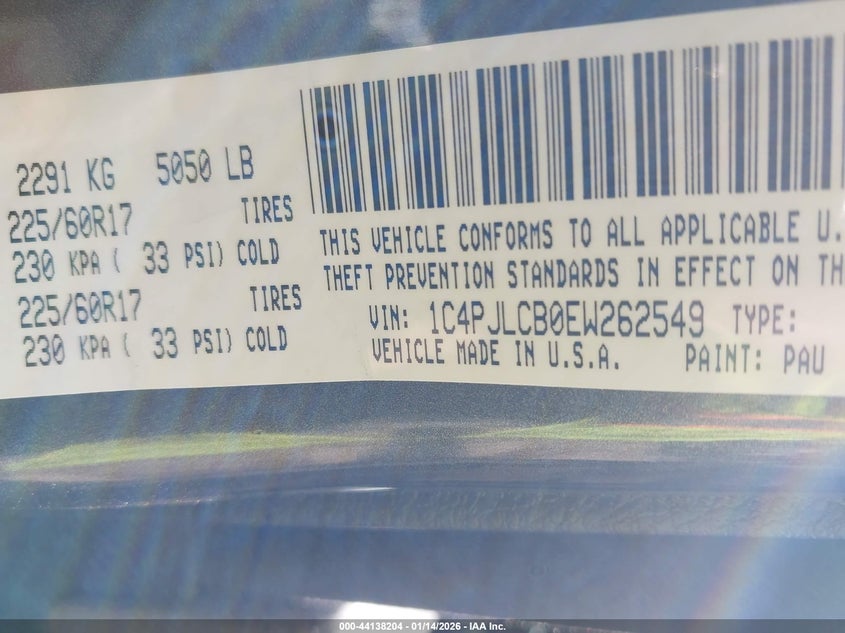 2291 KG 5050 LB
225/60R17 TIRES
230 KPA ( 33 PSI) COLD
225/60R17 TIRES
230 KPA ( 33 PSI) COLD
THIS VEHICLE CONFORMS TO ALL APPLICABLE U.
THEFT PREVENTION STANDARDS IN EFFECT ON TH
VIN: 1C4PJLCB0EW262549 TYPE:
VEHICLE MADE IN U.S.A. PAINT: PAU
000-44138204 - 01/14/2026 - IAA Inc.